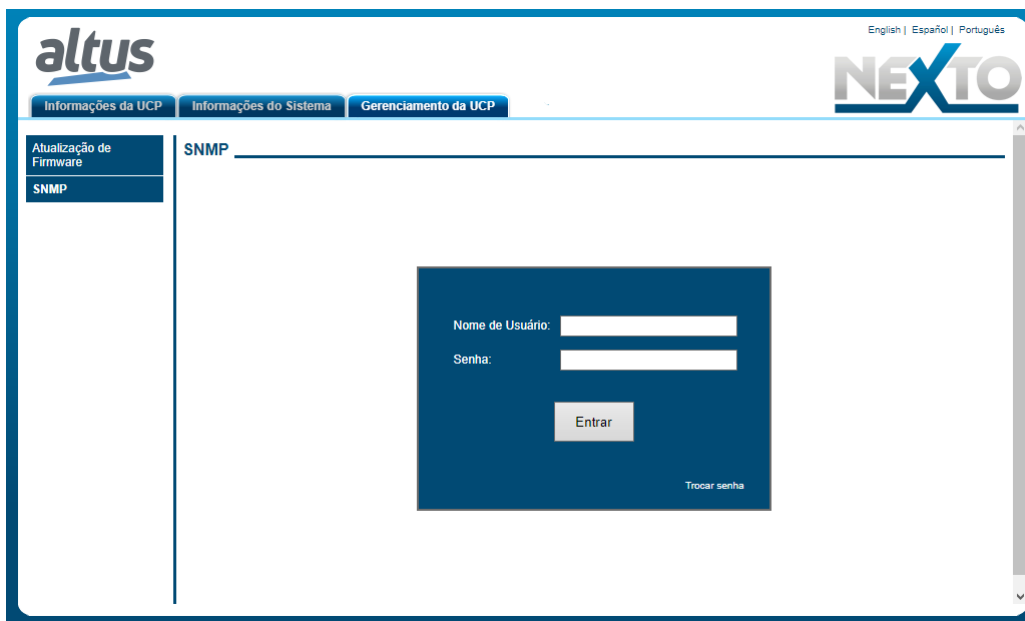 altus
English | Español | Português
NEXTO
Informações da UCP
Informações do Sistema
Gerenciamento da UCP
Atualização de
Firmware
SNMP
SNMP
Nome de Usuário:
Senha:
Entrar
Trocar senha